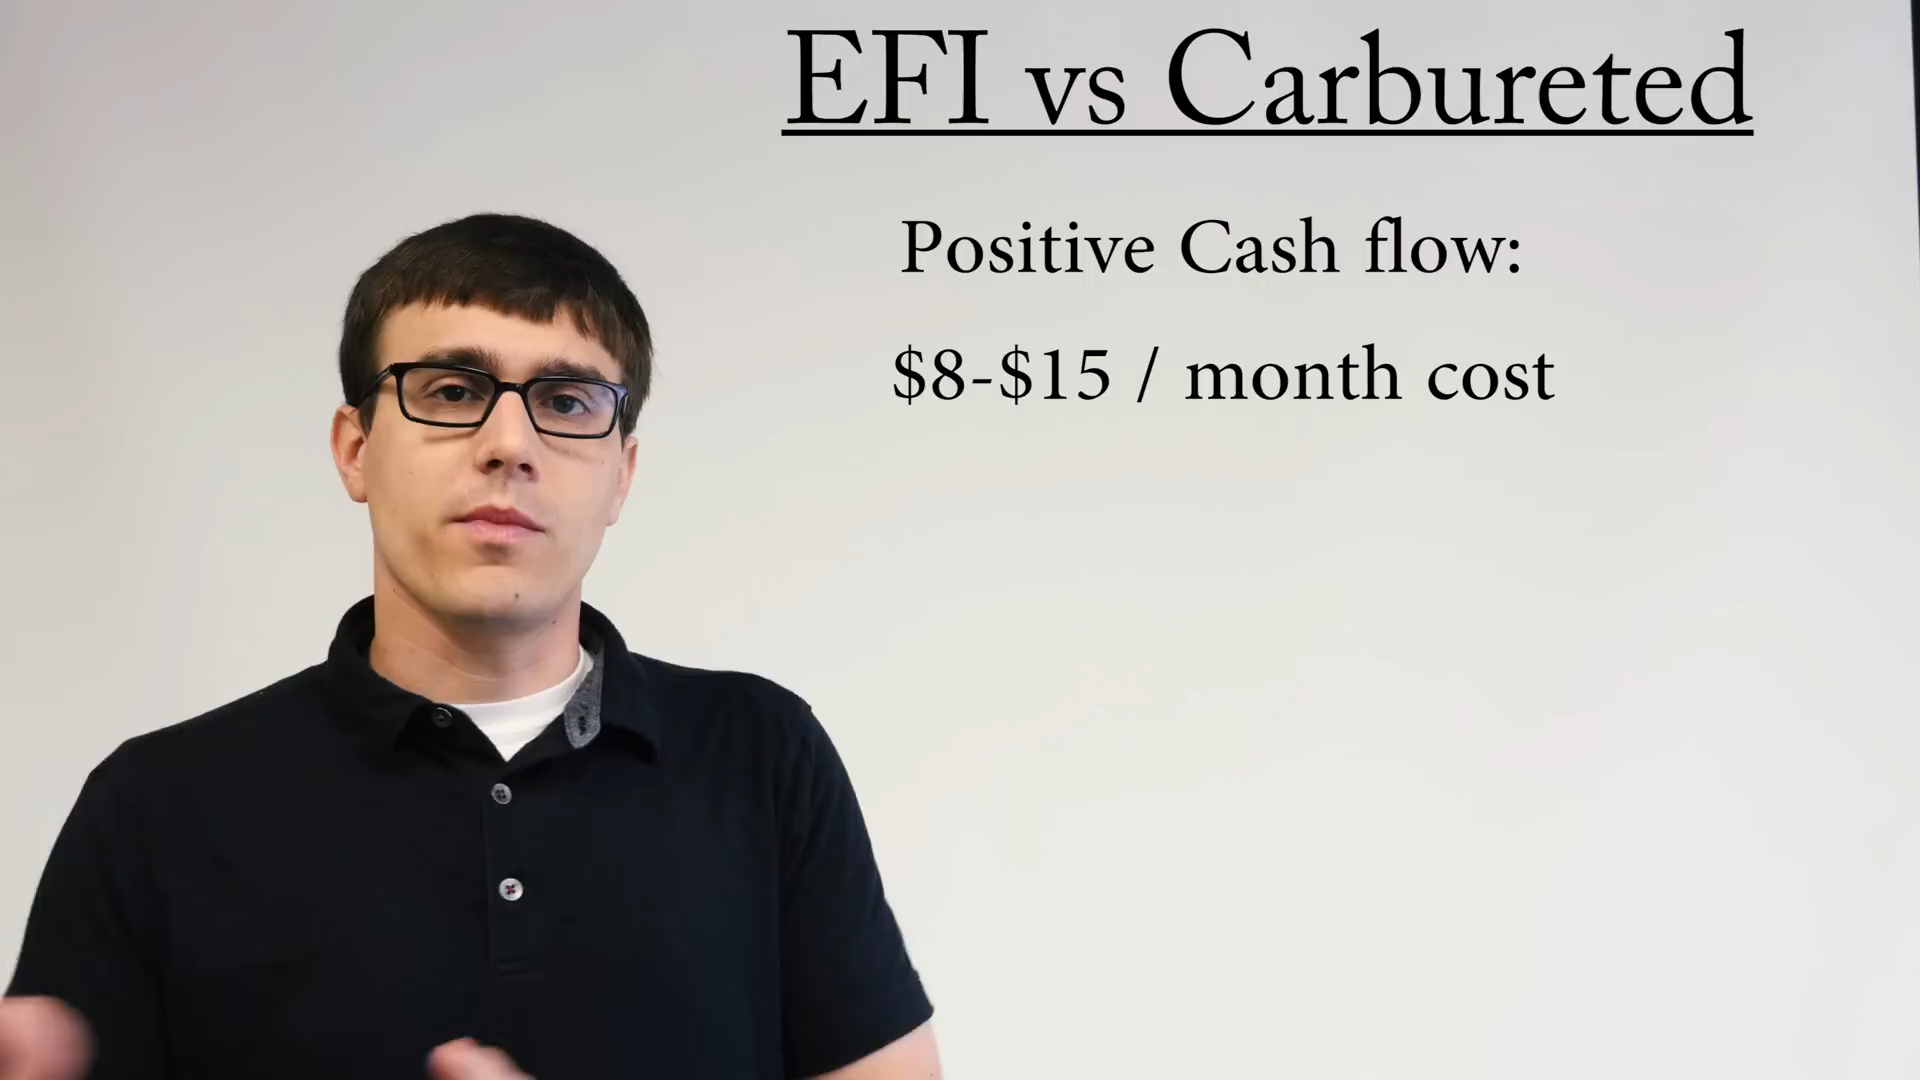 EFI vs Carbureted
Positive Cash flow:
$8-$15 / month cost